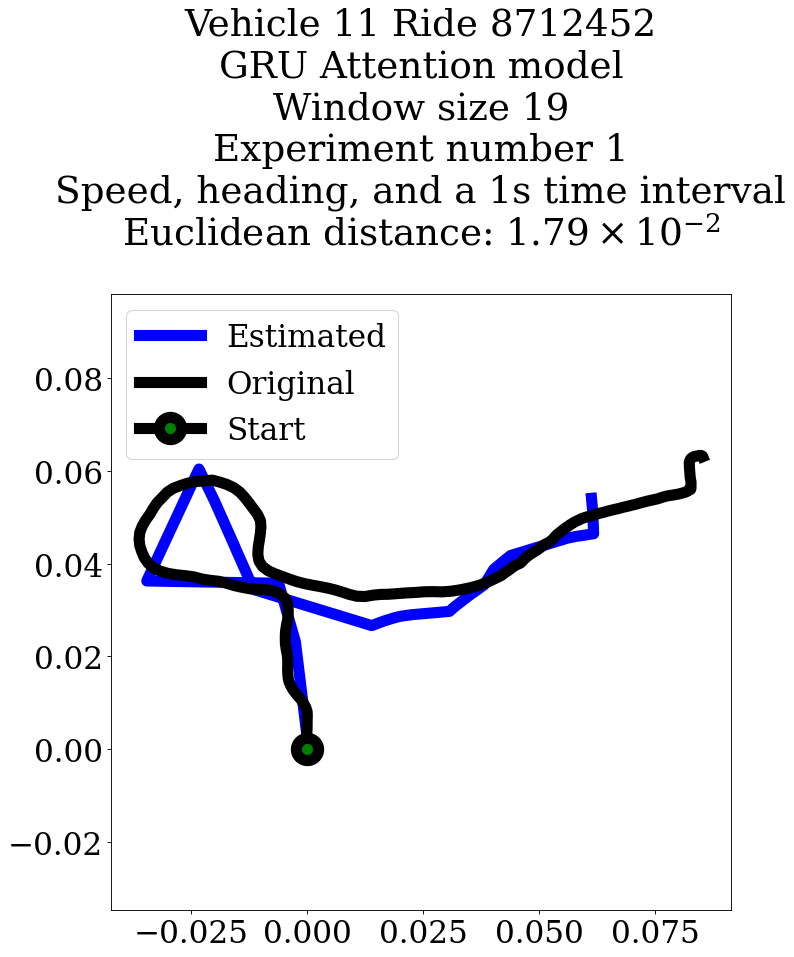 Vehicle 11 Ride 8712452
GRU Attention model
Window size 19
Experiment number 1
Speed, heading, and a 1s time interval
Euclidean distance: 1.79 × 10⁻²
Estimated
Original
Start
0.08
0.06
0.04
0.02
0.00
−0.02
−0.025 0.000 0.025 0.050 0.075